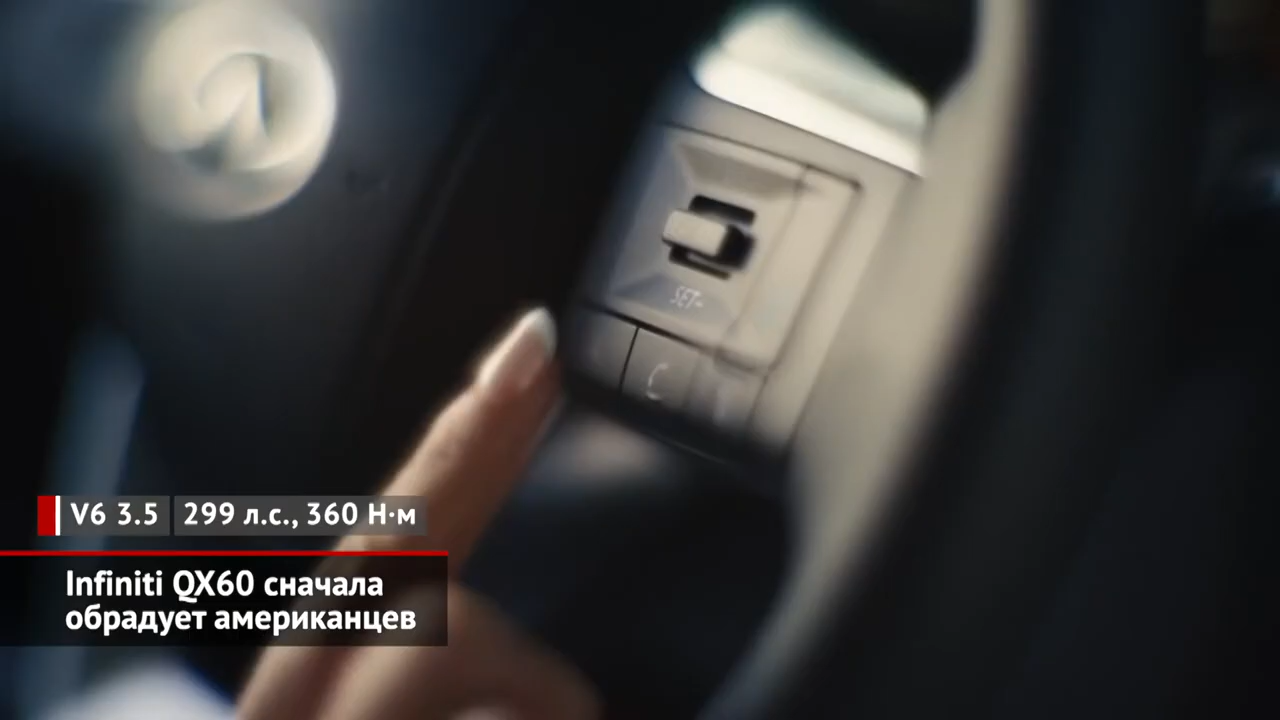 SET-
V6 3.5 299 л.с., 360 Н·м
Infiniti QX60 сначала
обрадует американцев